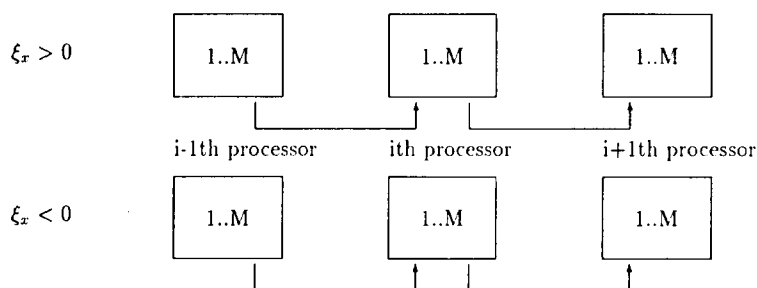 ξₓ > 0 1..M 1..M 1..M
i-1th processor ith processor i+1th processor
ξₓ < 0 1..M 1..M 1..M